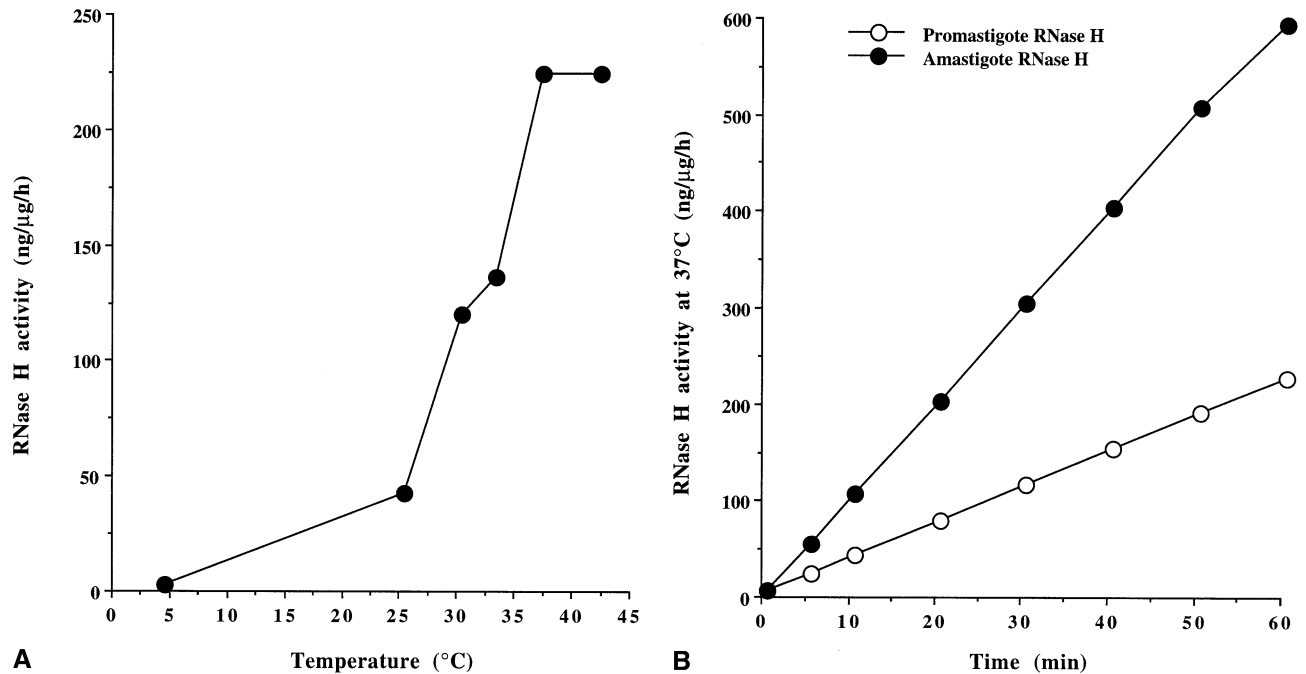 250
200
150
100
50
0
0 5 10 15 20 25 30 35 40 45
RNase H activity (ng/µg/h)
Temperature (°C)
A
Promastigote RNase H
Amastigote RNase H
600
500
400
300
200
100
0
0 10 20 30 40 50 60
RNase H activity at 37°C (ng/µg/h)
Time (min)
B